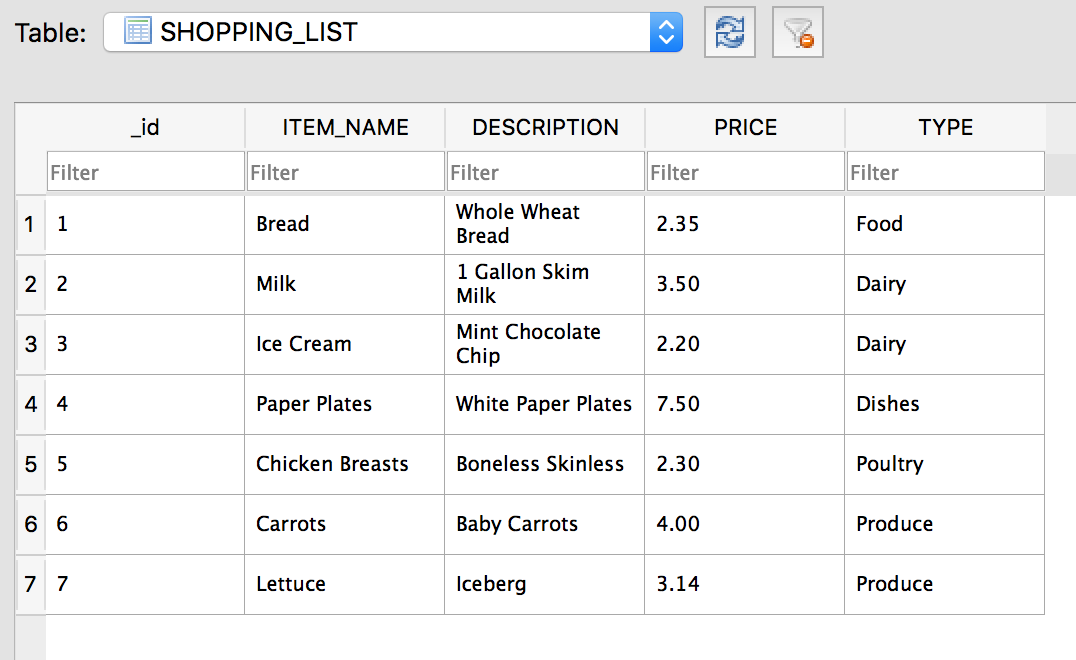 Table: SHOPPING_LIST
_id ITEM_NAME DESCRIPTION PRICE TYPE
Filter Filter Filter Filter Filter
1 1 Bread Whole Wheat Bread 2.35 Food
2 2 Milk 1 Gallon Skim Milk 3.50 Dairy
3 3 Ice Cream Mint Chocolate Chip 2.20 Dairy
4 4 Paper Plates White Paper Plates 7.50 Dishes
5 5 Chicken Breasts Boneless Skinless 2.30 Poultry
6 6 Carrots Baby Carrots 4.00 Produce
7 7 Lettuce Iceberg 3.14 Produce